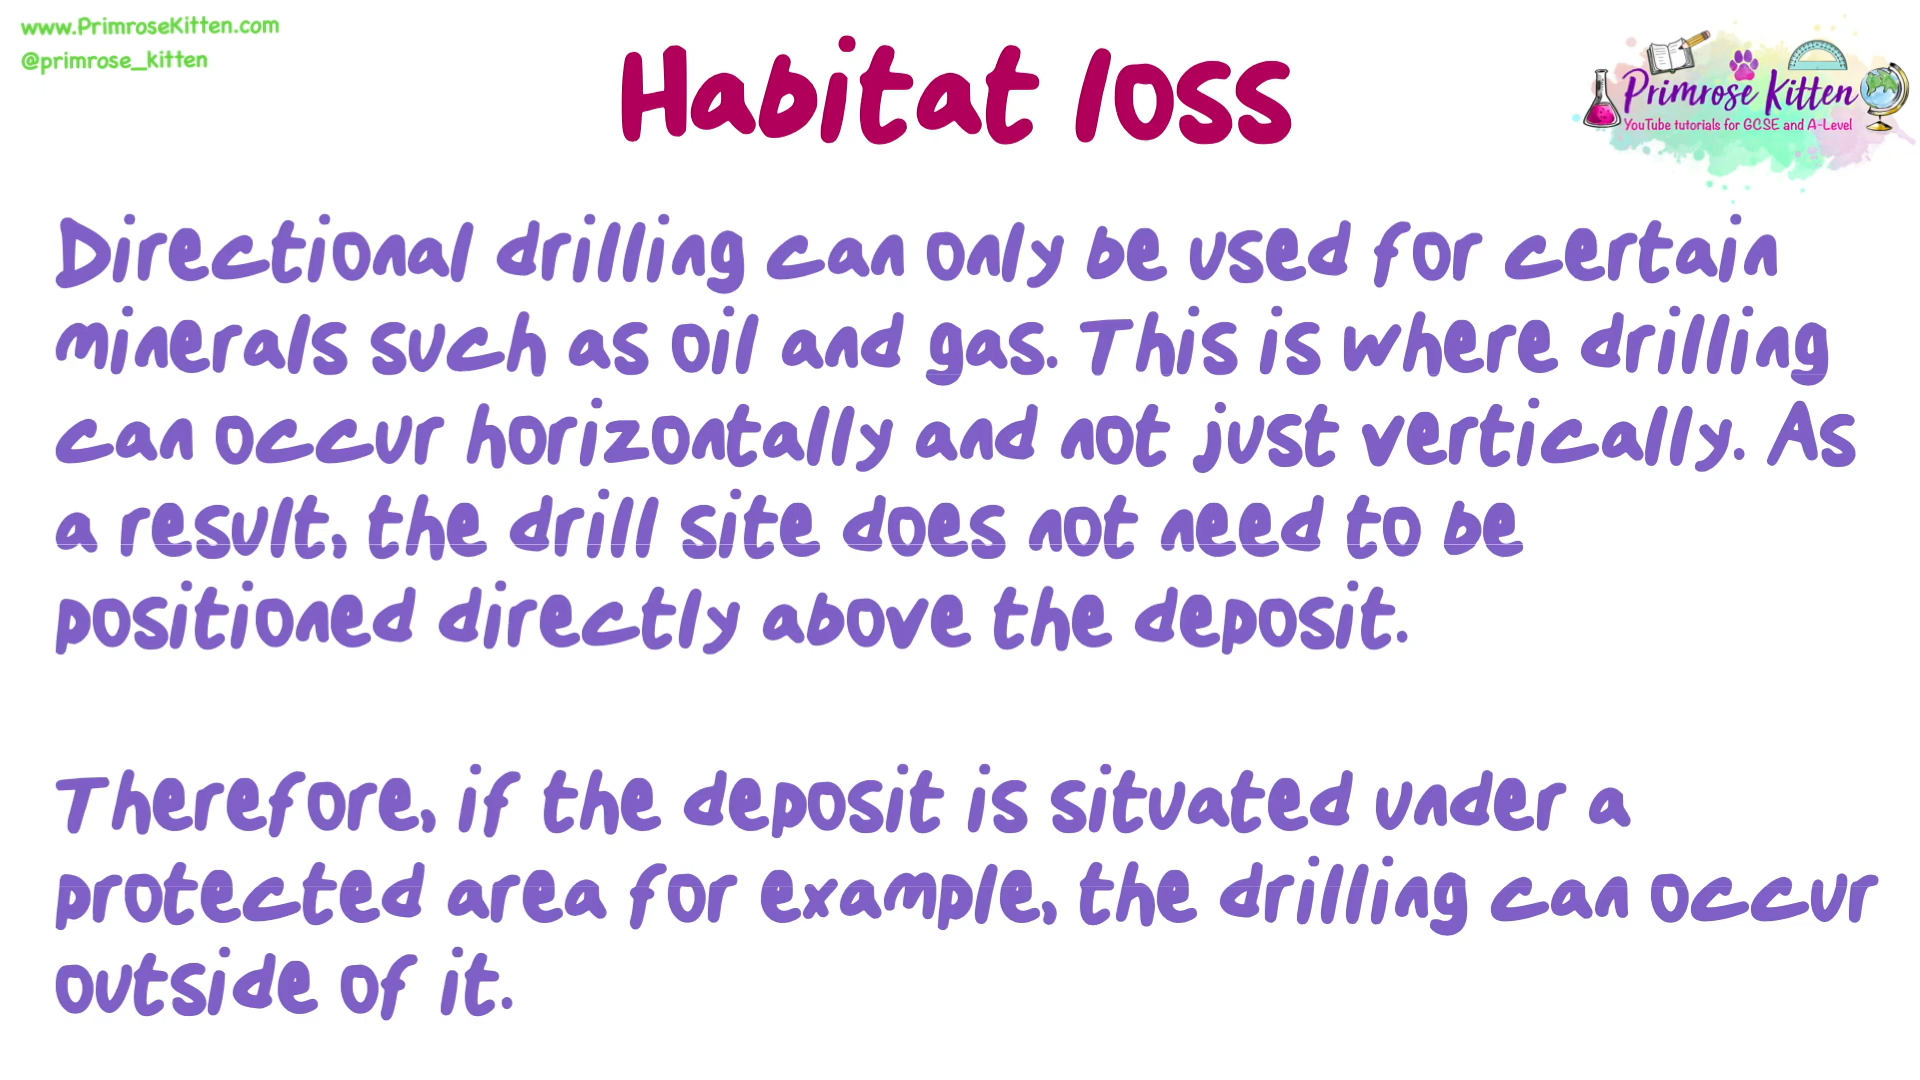 www.PrimroseKitten.com
@primrose_kitten
Habitat loss
Primrose Kitten
YouTube tutorials for GCSE and A-Level
Directional drilling can only be used for certain
minerals such as oil and gas. This is where drilling
can occur horizontally and not just vertically. As
a result, the drill site does not need to be
positioned directly above the deposit.
Therefore, if the deposit is situated under a
protected area for example, the drilling can occur
outside of it.